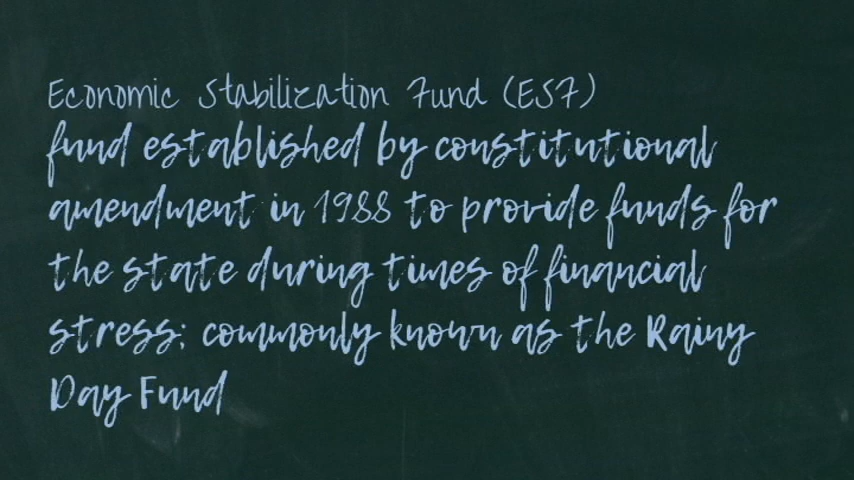 Economic Stabilization Fund (ESF)
fund established by constitutional
amendment in 1988 to provide funds for
the state during times of financial
stress; commonly known as the Rainy
Day Fund